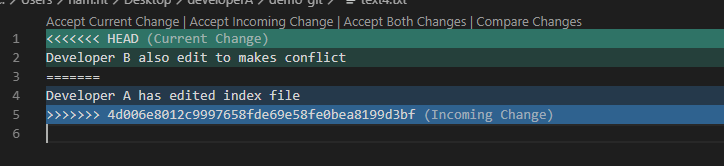 Users > nam.nt > Desktop > developerA > demo-git > text4.txt
Accept Current Change | Accept Incoming Change | Accept Both Changes | Compare Changes
1 <<<<<<< HEAD (Current Change)
2 Developer B also edit to makes conflict
3 =======
4 Developer A has edited index file
5 >>>>>>> 4d006e8012c9997658fde69e58fe0bea8199d3bf (Incoming Change)
6